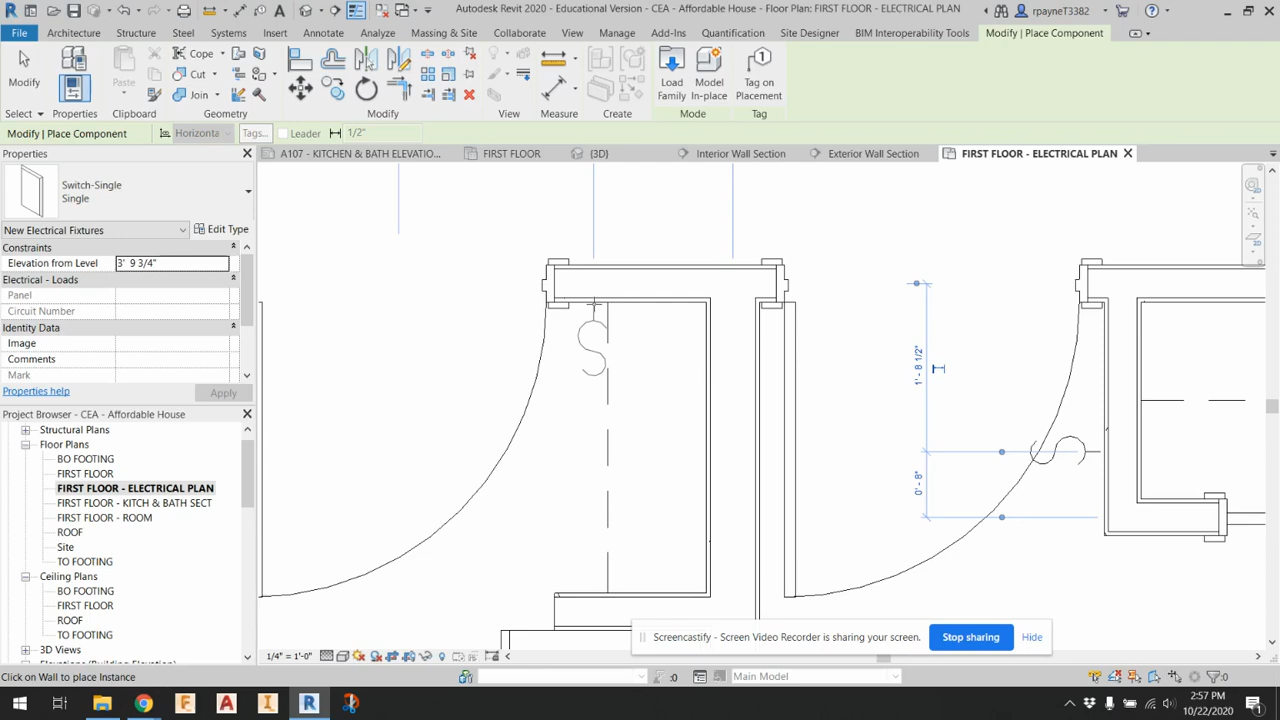 Autodesk Revit 2020 - Educational Version - CEA - Affordable House - Floor Plan: FIRST FLOOR - ELECTRICAL PLAN
rpayneT3382
File Architecture Structure Steel Systems Insert Annotate Analyze Massing & Site Collaborate View Manage Add-Ins Quantification Site Designer BIM Interoperability Tools Modify | Place Component
Modify
Paste
Cope
Cut
Join
Load Family
Model In-place
Tag on Placement
Select Properties Clipboard Geometry Modify View Measure Create Mode Tag
Modify | Place Component Horizonta Tags... Leader 1/2"
Properties
A107 - KITCHEN & BATH ELEVATIO... FIRST FLOOR {3D} Interior Wall Section Exterior Wall Section FIRST FLOOR - ELECTRICAL PLAN
Switch-Single
Single
New Electrical Fixtures Edit Type
Constraints
Elevation from Level 3' 9 3/4"
Electrical - Loads
Panel
Circuit Number
Identity Data
Image
Comments
Mark
Properties help Apply
Project Browser - CEA - Affordable House
Structural Plans
Floor Plans
BO FOOTING
FIRST FLOOR
FIRST FLOOR - ELECTRICAL PLAN
FIRST FLOOR - KITCH & BATH SECT
FIRST FLOOR - ROOM
ROOF
Site
TO FOOTING
Ceiling Plans
BO FOOTING
FIRST FLOOR
ROOF
TO FOOTING
3D Views
Elevations (Building Elevation)
S
1' - 8 1/2"
S
0' - 8"
Screencastify - Screen Video Recorder is sharing your screen. Stop sharing Hide
1/4" = 1'-0"
Click on Wall to place Instance :0 Main Model :0
2:57 PM
10/22/2020